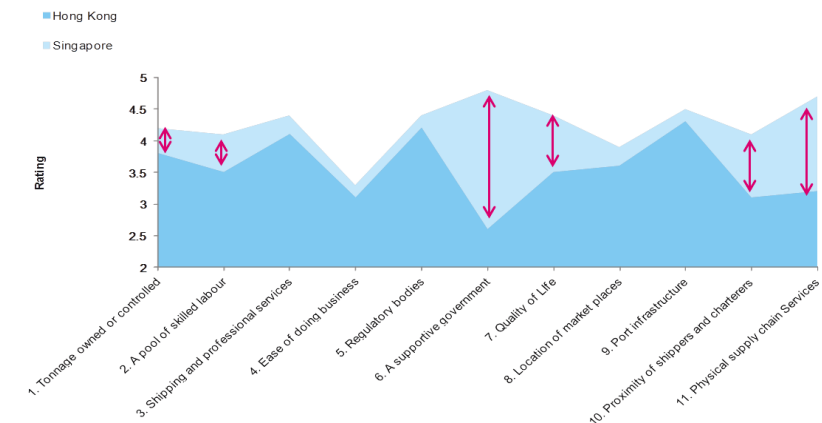 Hong Kong
Singapore
5
4.5
4
3.5
3
2.5
2
Rating
1. Tonnage owned or controlled
2. A pool of skilled labour
3. Shipping and professional services
4. Ease of doing business
5. Regulatory bodies
6. A supportive government
7. Quality of LIfe
8. Location of market places
9. Port infrastructure
10. Proximity of shippers and charterers
11. Physical supply chain Services